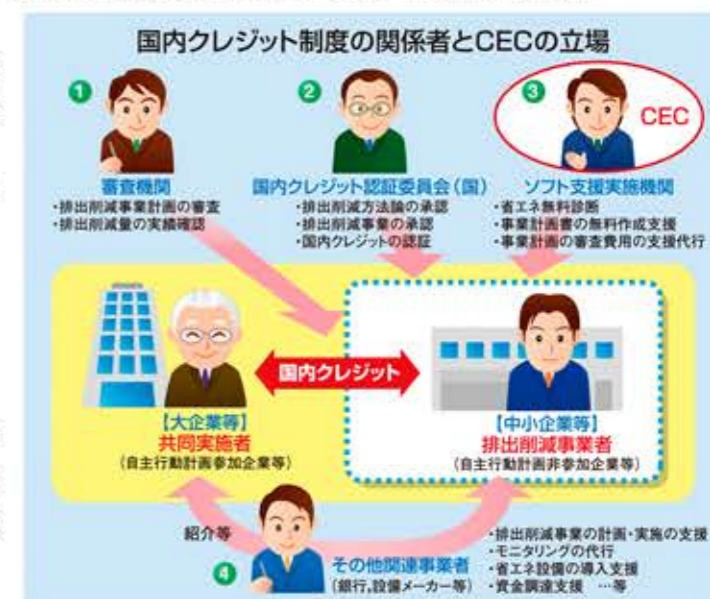 国内クレジット制度の関係者とCECの立場
1
審査機関
・排出削減事業計画の審査
・排出削減量の実績確認
2
国内クレジット認証委員会(国)
・排出削減方法論の承認
・排出削減事業の承認
・国内クレジットの認証
3
CEC
ソフト支援実施機関
・省エネ無料診断
・事業計画書の無料作成支援
・事業計画の審査費用の支援代行
国内クレジット
【大企業等】
共同実施者
(自主行動計画参加企業等)
【中小企業等】
排出削減事業者
(自主行動計画非参加企業等)
紹介等
4
その他関連事業者
(銀行,設備メーカー等)
・排出削減事業の計画・実施の支援
・モニタリングの代行
・省エネ設備の導入支援
・資金調達支援 …等